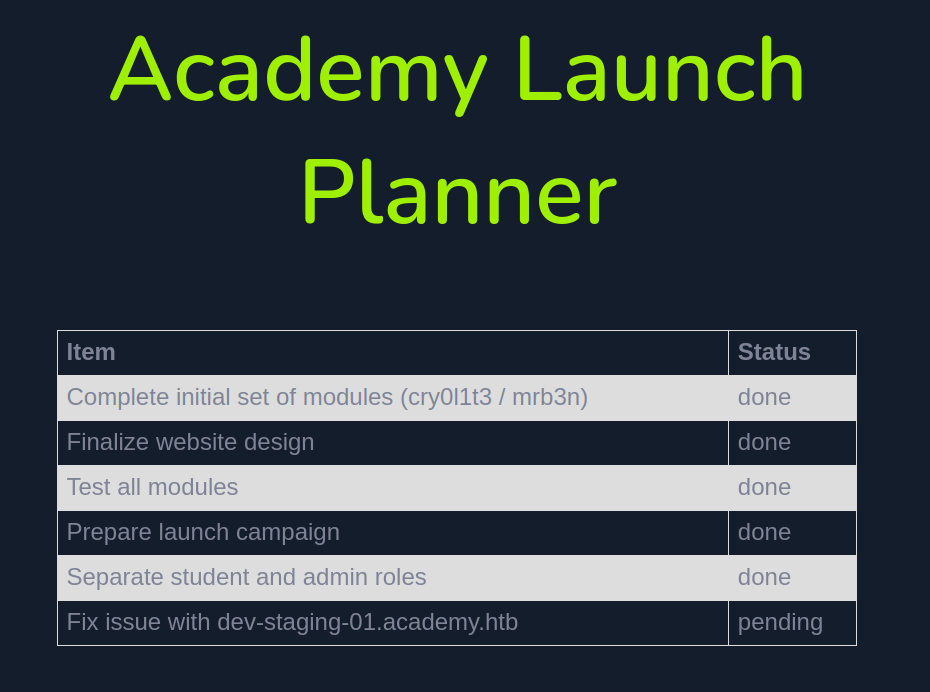 Academy Launch
Planner
Item Status
Complete initial set of modules (cry0l1t3 / mrb3n) done
Finalize website design done
Test all modules done
Prepare launch campaign done
Separate student and admin roles done
Fix issue with dev-staging-01.academy.htb pending